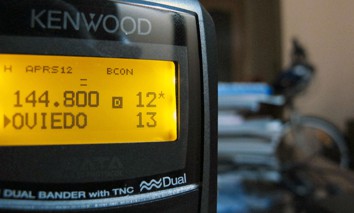 KENWOOD
H APRS12 BCON
144.800 D 12*
▶OVIEDO 13
DUAL BANDER with TNC Dual